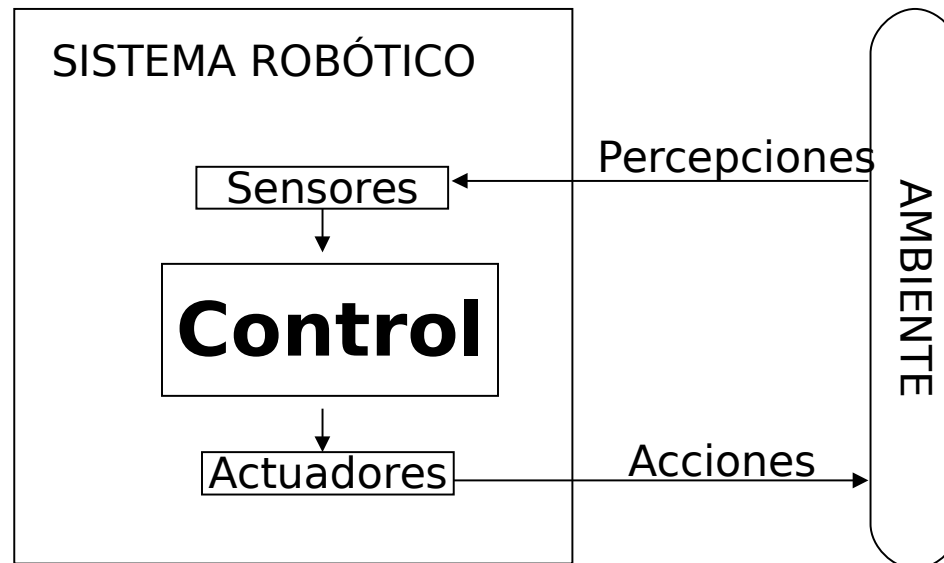 SISTEMA ROBÓTICO
Percepciones
Sensores
AMBIENTE
Control
Acciones
Actuadores